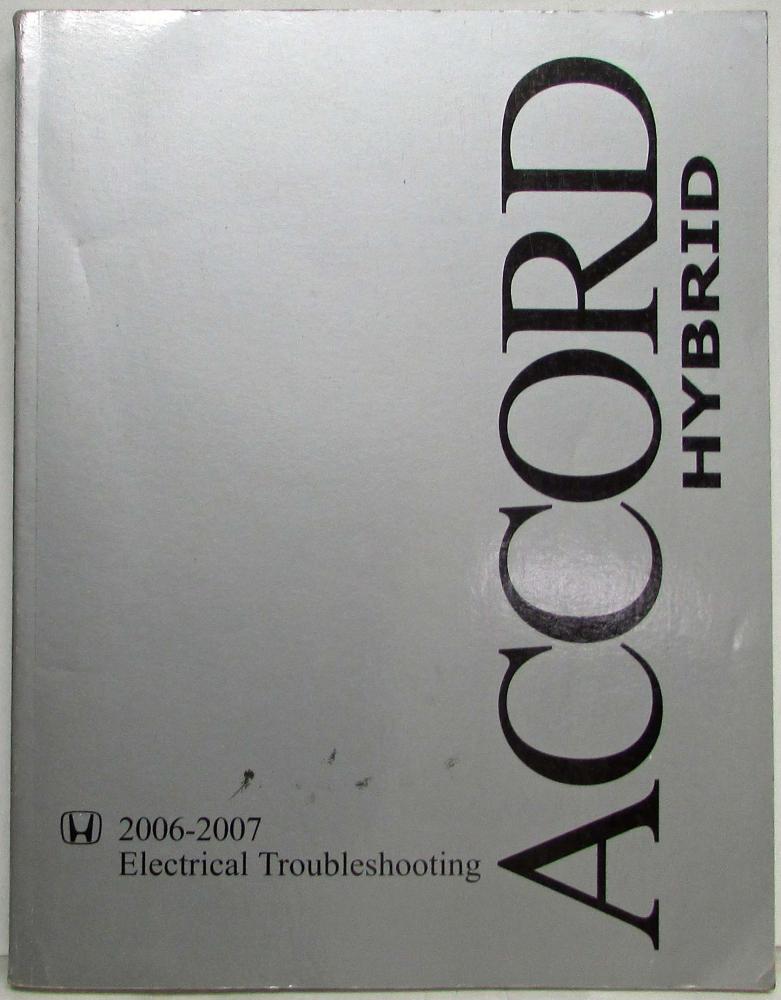 ACCORD
HYBRID
2006-2007
Electrical Troubleshooting